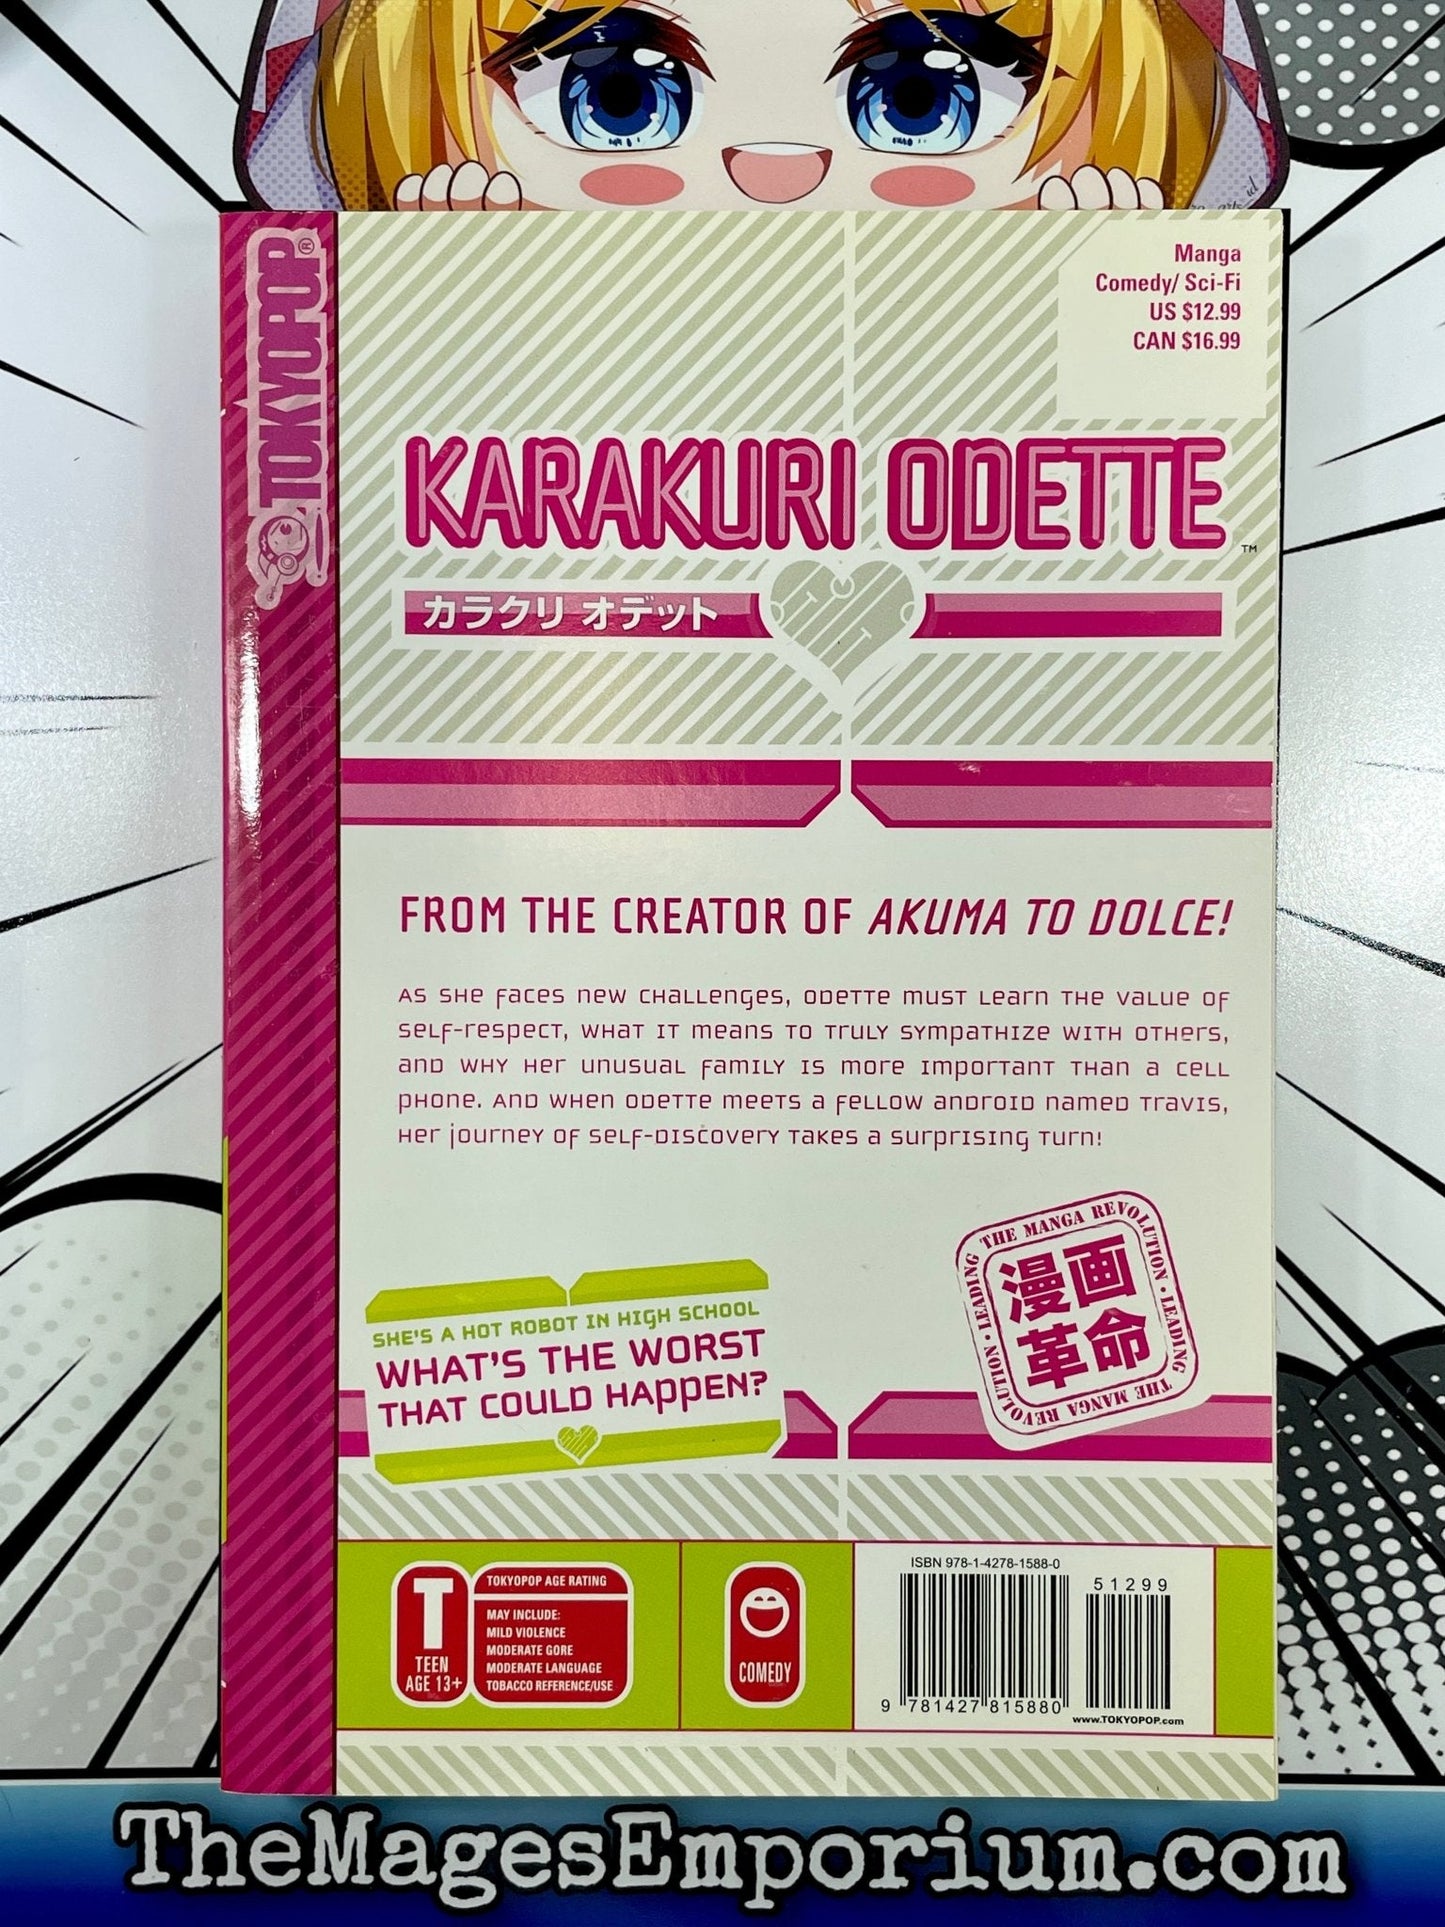 TOKYOPOP®
Manga
Comedy/ Sci-Fi
US $12.99
CAN $16.99
KARAKURI ODETTE™
カラクリ オデット
FROM THE CREATOR OF AKUMA TO DOLCE!
AS SHE FACES NEW CHALLENGES, ODETTE MUST LEARN THE VALUE OF
SELF-RESPECT, WHAT IT MEANS TO TRULY SYMPATHIZE WITH OTHERS,
AND WHY HER UNUSUAL FAMILY IS MORE IMPORTANT THAN A CELL
PHONE. AND WHEN ODETTE MEETS A FELLOW ANDROID NAMED TRAVIS,
HER JOURNEY OF SELF-DISCOVERY TAKES A SURPRISING TURN!
SHE'S A HOT ROBOT IN HIGH SCHOOL
WHAT'S THE WORST
THAT COULD HAPPEN?
LEADING THE MANGA REVOLUTION • LEADING THE MANGA REVOLUTION •
漫画
革命
T
TEEN
AGE 13+
TOKYOPOP AGE RATING
MAY INCLUDE:
MILD VIOLENCE
MODERATE GORE
MODERATE LANGUAGE
TOBACCO REFERENCE/USE
COMEDY
ISBN 978-1-4278-1588-0
51299
9 781427 815880
www.TOKYOPOP.com
TheMagesEmporium.com